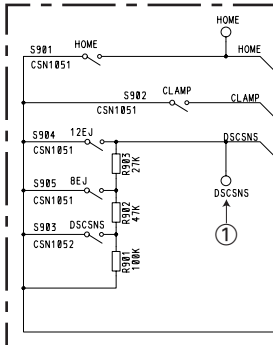 HOME
S901 HOME HOME
CSN1051
S902 CLAMP CLAMP
CSN1051
S904 12EJ DSCSNS
CSN1051
R903
27K
S905 8EJ
CSN1051
DSCSNS
R902
47K
S903 DSCSNS
CSN1052
①
R901
100K